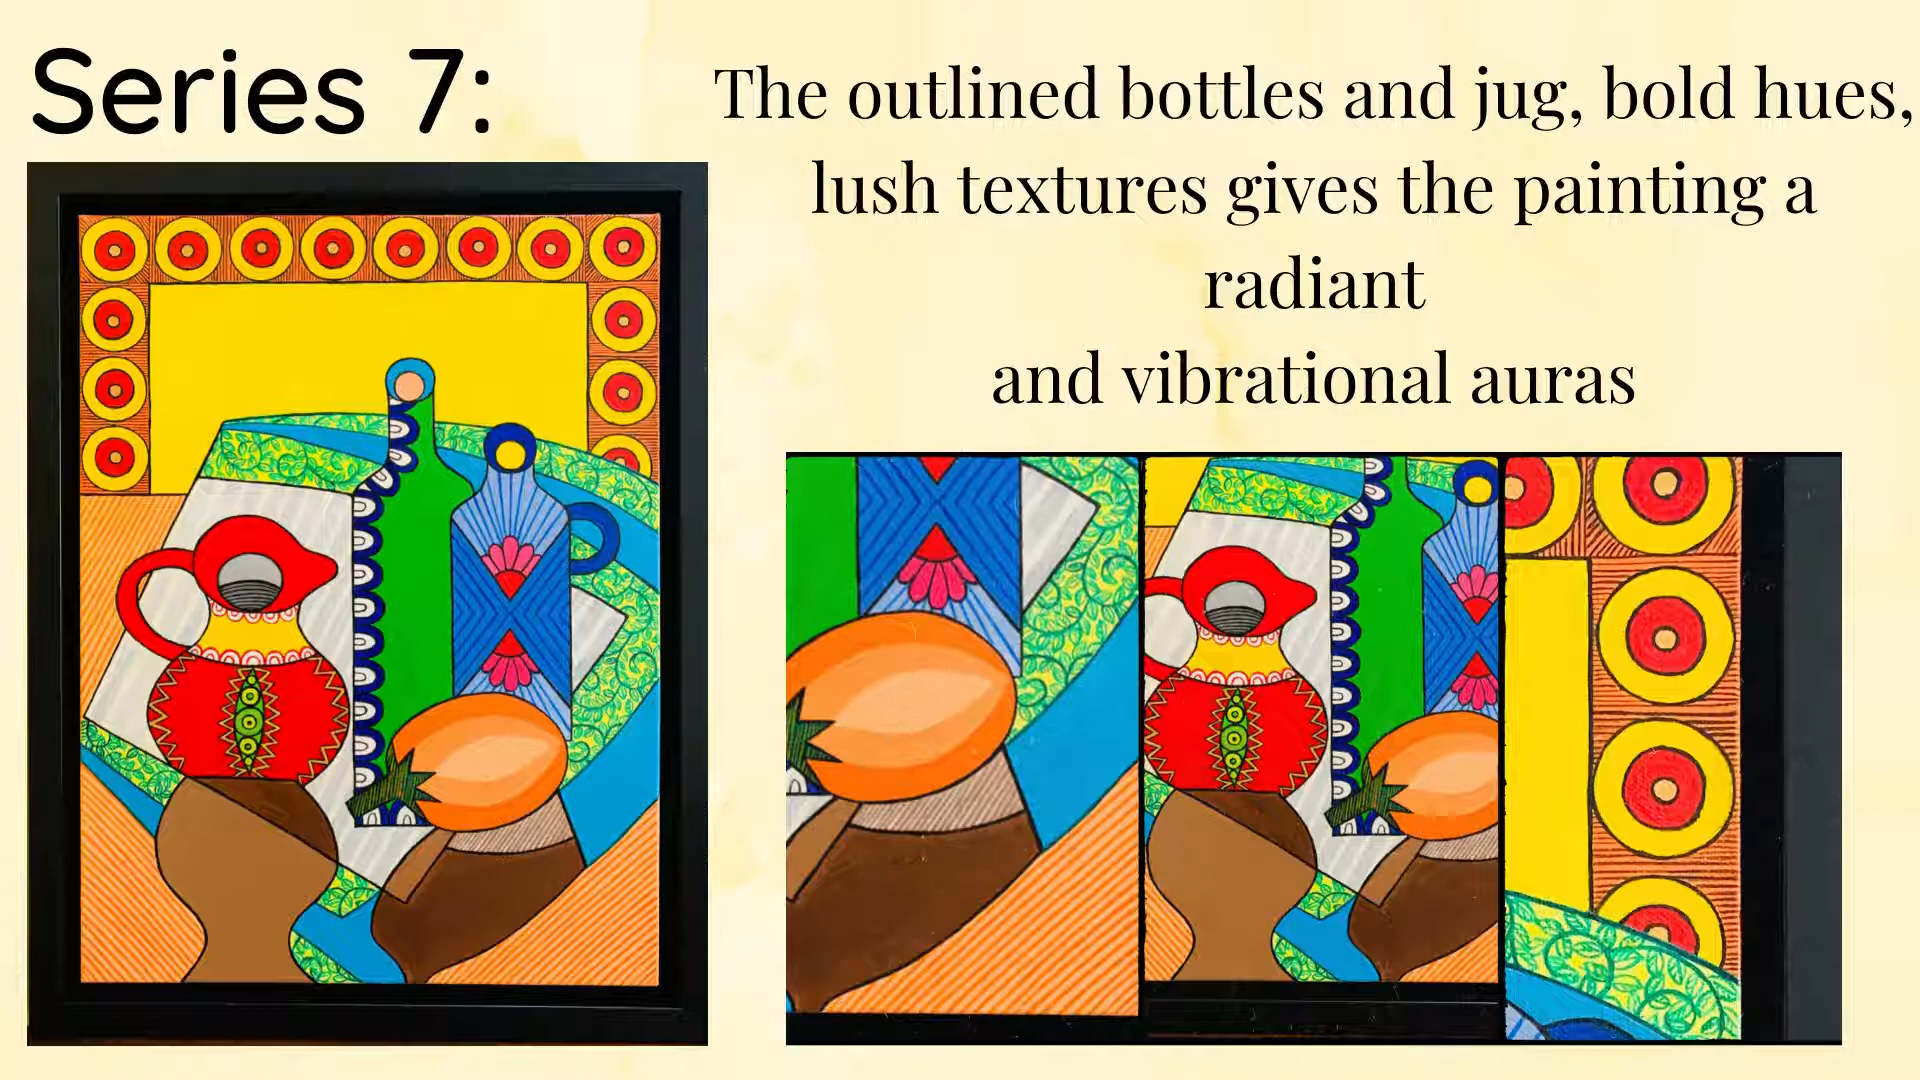 Series 7:
The outlined bottles and jug, bold hues,
lush textures gives the painting a
radiant
and vibrational auras